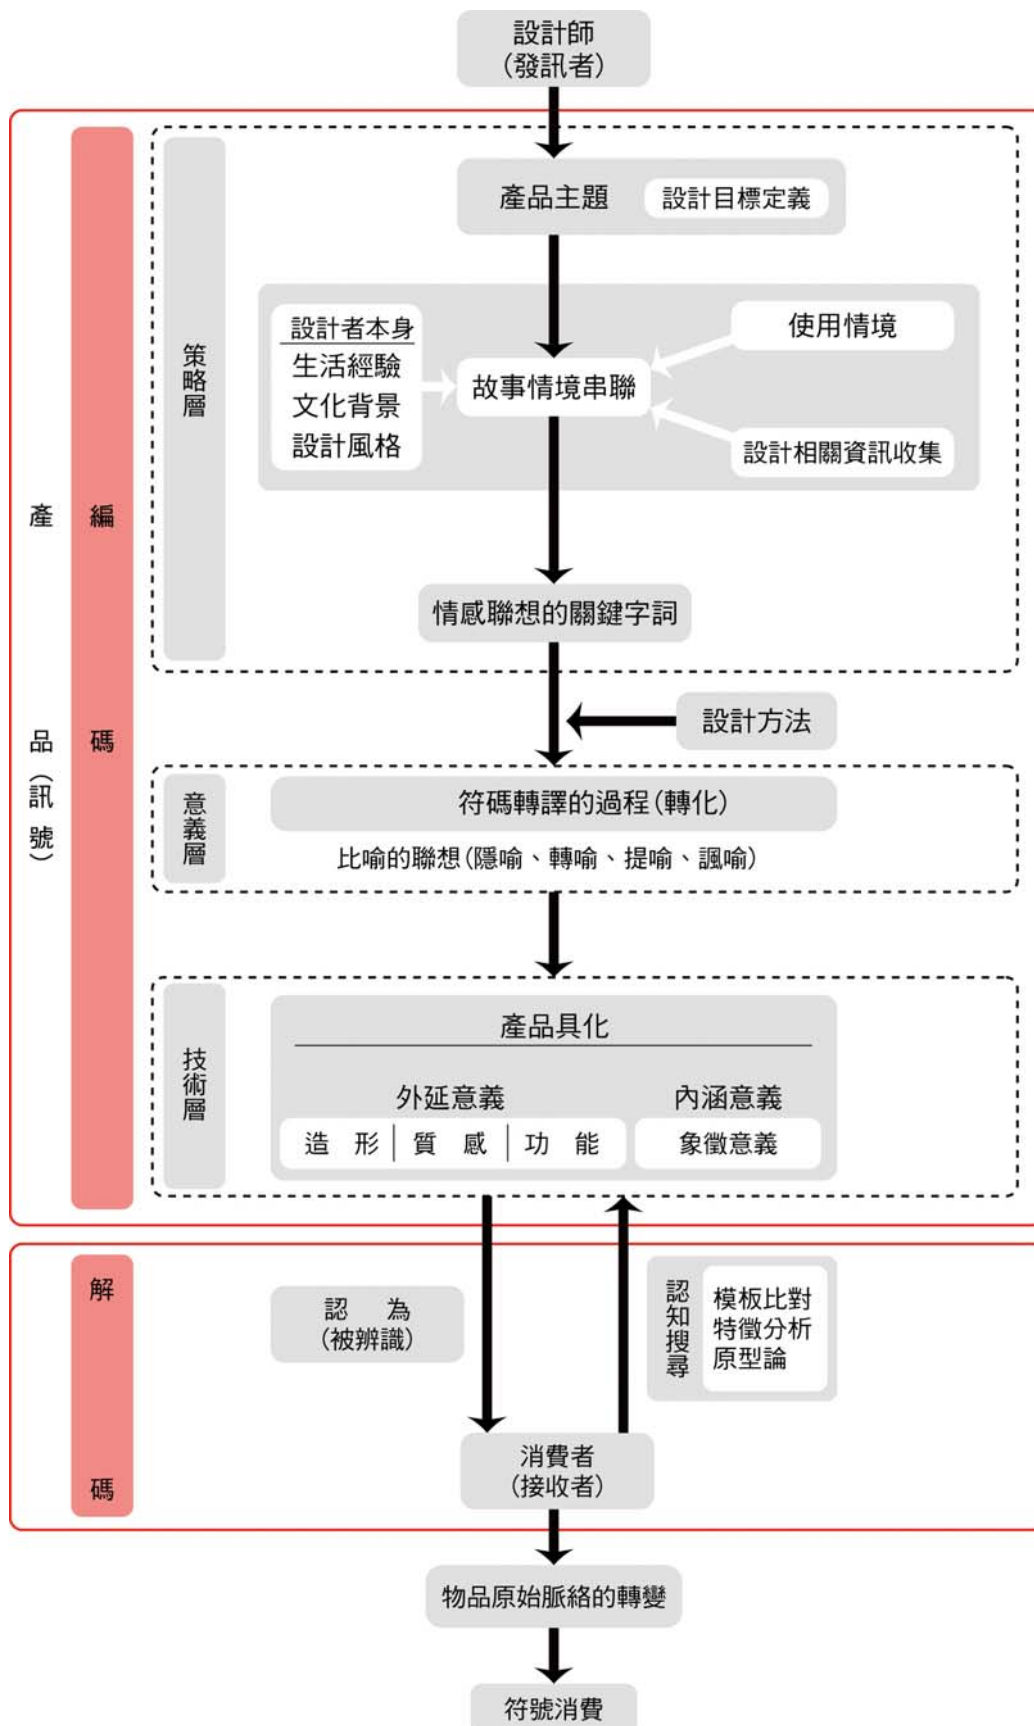 設計師
(發訊者)
產品(訊號)
編碼
策略層
產品主題
設計目標定義
設計者本身
生活經驗
文化背景
設計風格
故事情境串聯
使用情境
設計相關資訊收集
情感聯想的關鍵字詞
設計方法
意義層
符碼轉譯的過程(轉化)
比喻的聯想(隱喻、轉喻、提喻、諷喻)
技術層
產品具化
外延意義
內涵意義
造形|質感|功能
象徵意義
解碼
認為
(被辨識)
認知搜尋
模板比對
特徵分析
原型論
消費者
(接收者)
物品原始脈絡的轉變
符號消費